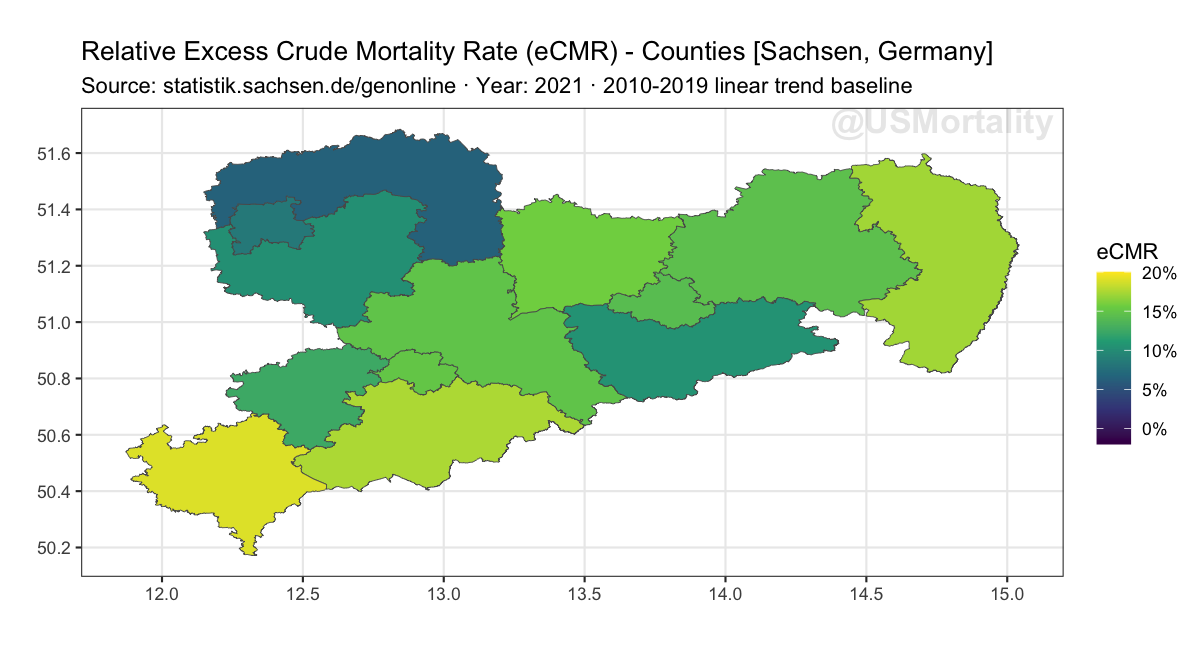 Relative Excess Crude Mortality Rate (eCMR) - Counties [Sachsen, Germany]
Source: statistik.sachsen.de/genonline · Year: 2021 · 2010-2019 linear trend baseline
@USMortality
51.6
51.4
51.2
51.0
50.8
50.6
50.4
50.2
12.0 12.5 13.0 13.5 14.0 14.5 15.0
eCMR
20%
15%
10%
5%
0%